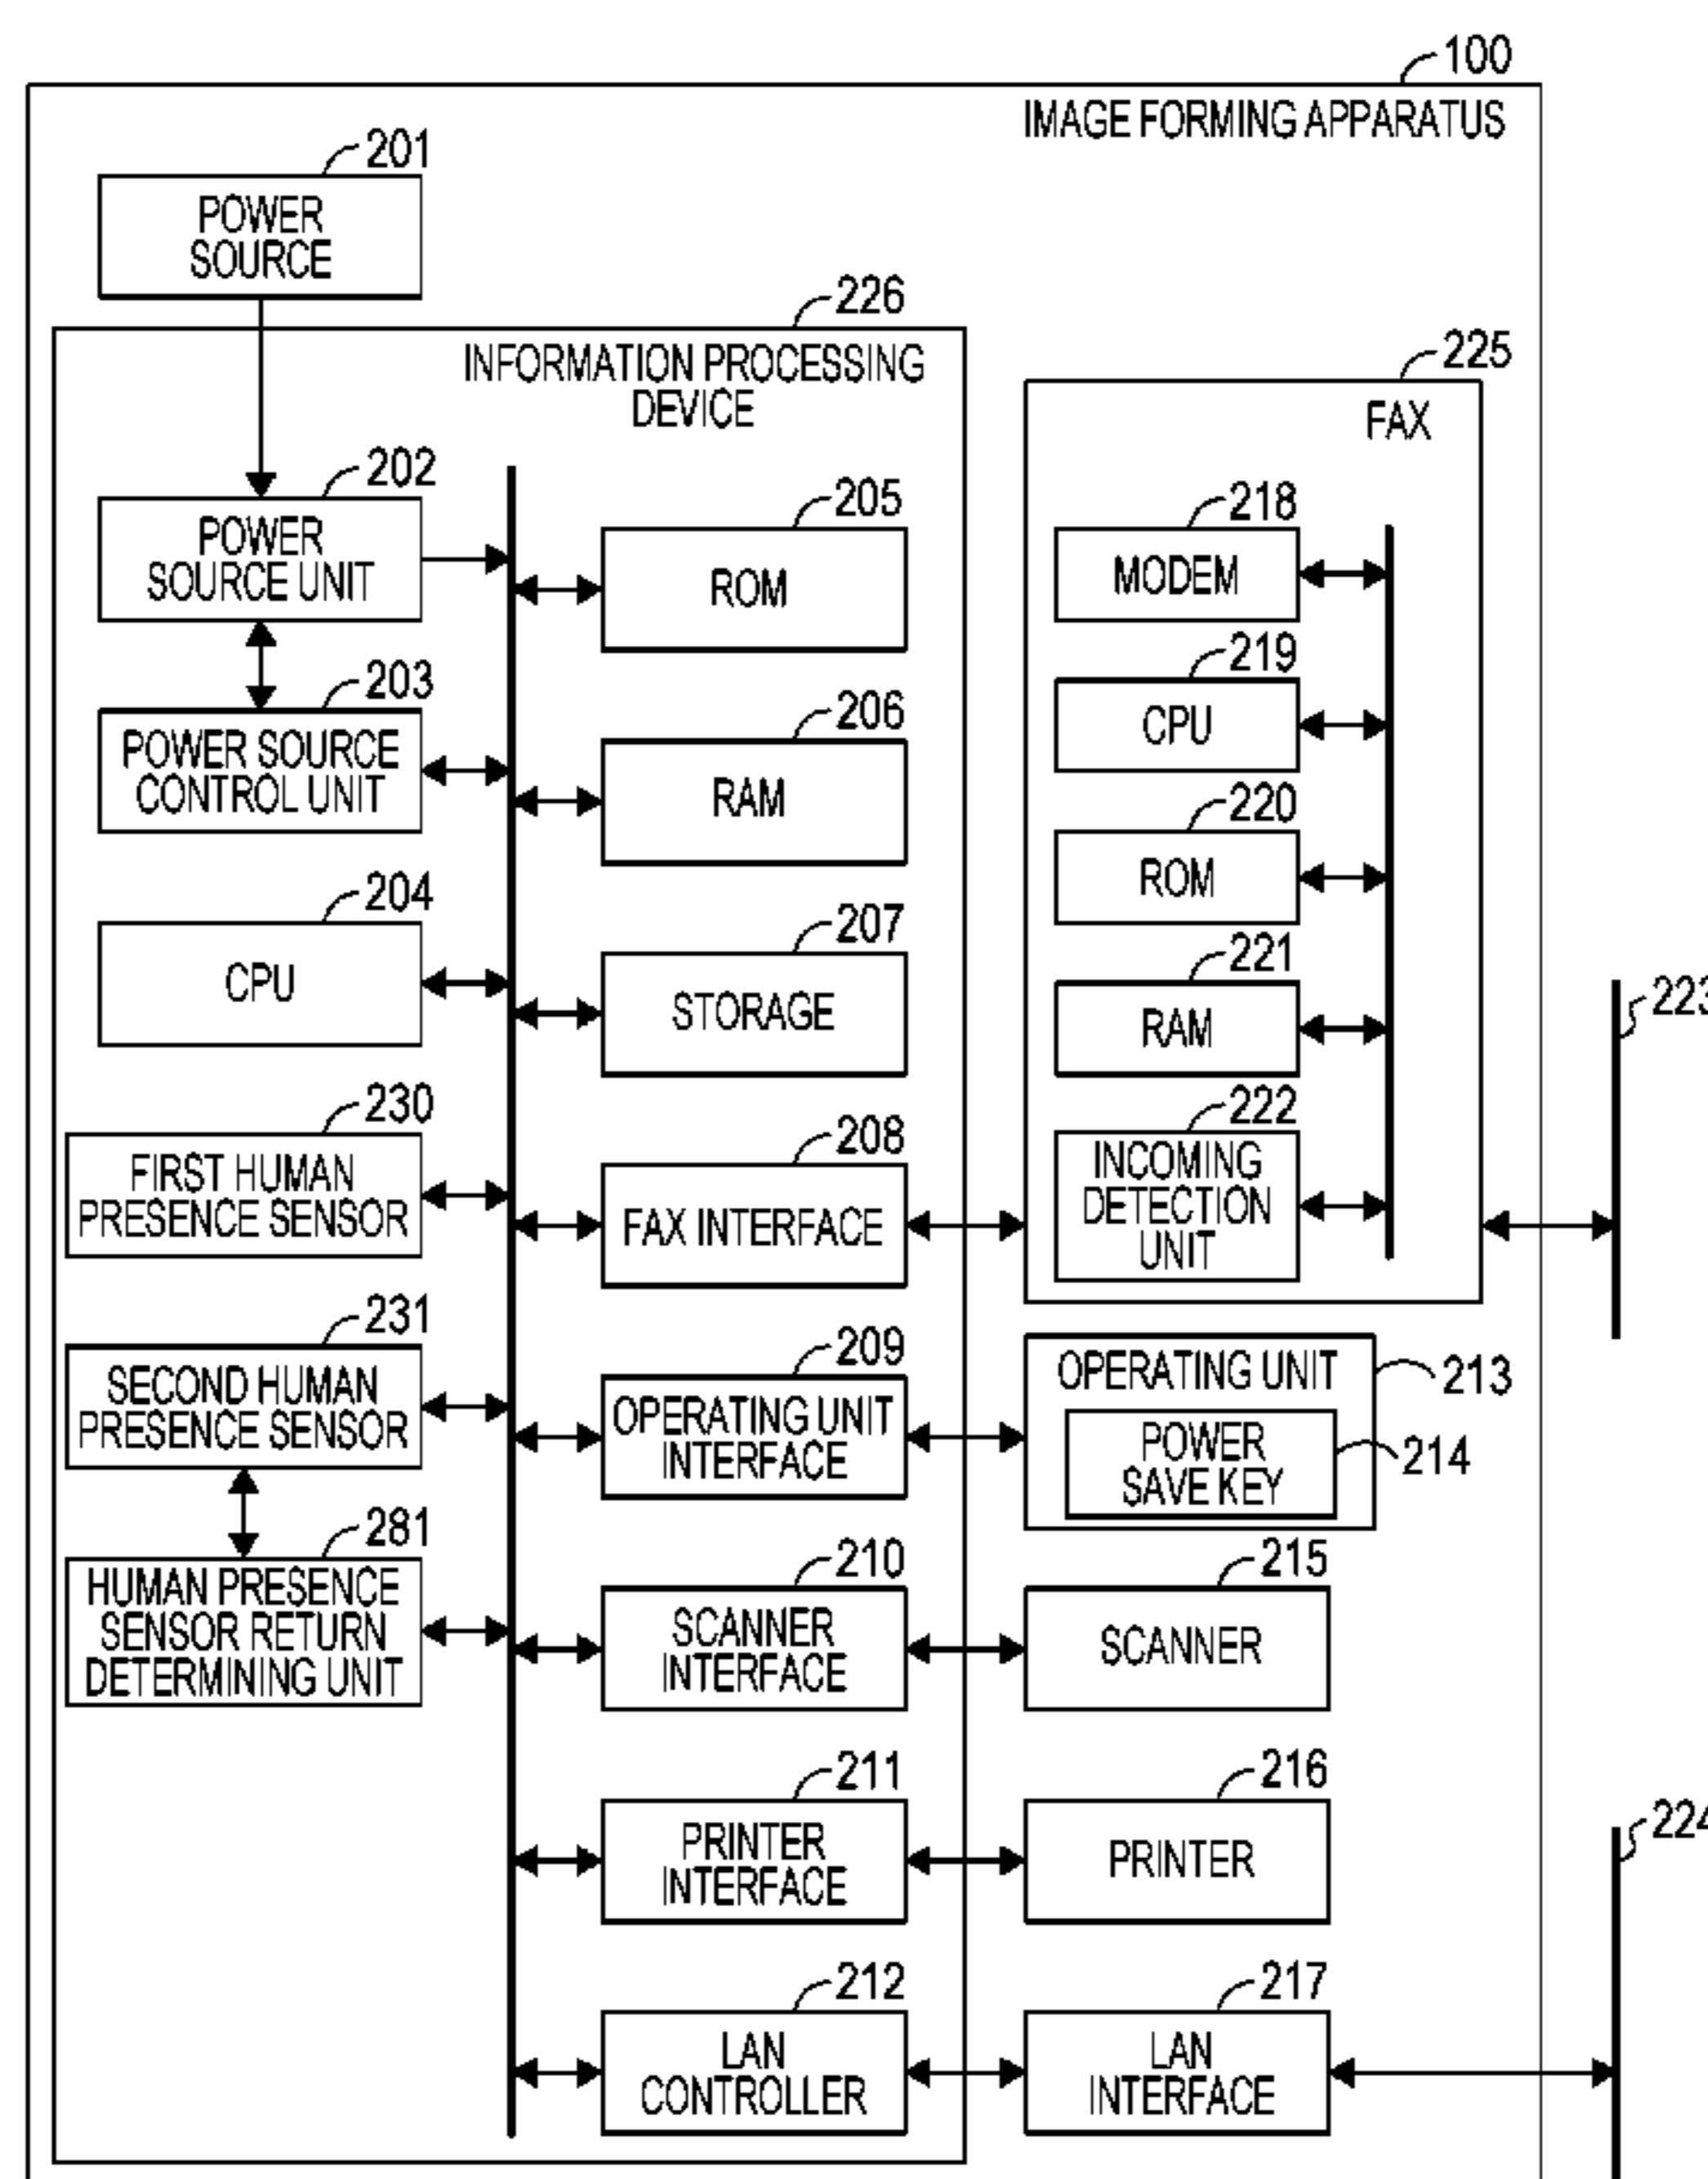 100
IMAGE FORMING APPARATUS
201
POWER
SOURCE
226
INFORMATION PROCESSING
DEVICE
202
POWER
SOURCE UNIT
203
POWER SOURCE
CONTROL UNIT
204
CPU
230
FIRST HUMAN
PRESENCE SENSOR
231
SECOND HUMAN
PRESENCE SENSOR
281
HUMAN PRESENCE
SENSOR RETURN
DETERMINING UNIT
205
ROM
206
RAM
207
STORAGE
208
FAX INTERFACE
209
OPERATING UNIT
INTERFACE
210
SCANNER
INTERFACE
211
PRINTER
INTERFACE
212
LAN
CONTROLLER
225
FAX
218
MODEM
219
CPU
220
ROM
221
RAM
222
INCOMING
DETECTION
UNIT
223
OPERATING UNIT
213
POWER
SAVE KEY
214
215
SCANNER
216
PRINTER
217
LAN
INTERFACE
224